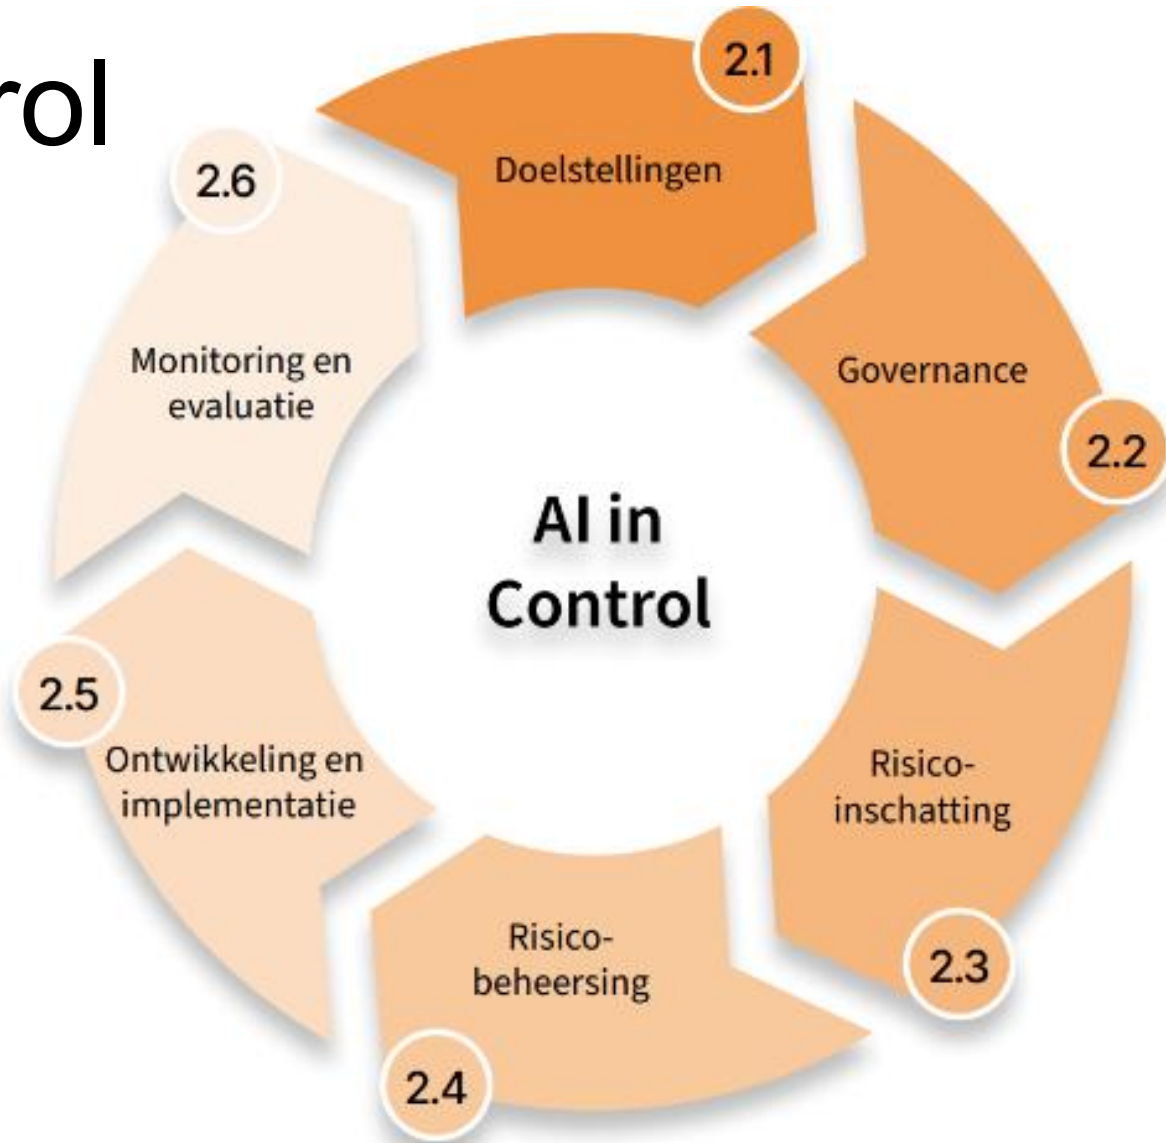 rol
2.1
Doelstellingen
2.2
Governance
2.3
Risico-
inschatting
2.4
Risico-
beheersing
2.5
Ontwikkeling en
implementatie
2.6
Monitoring en
evaluatie
AI in
Control